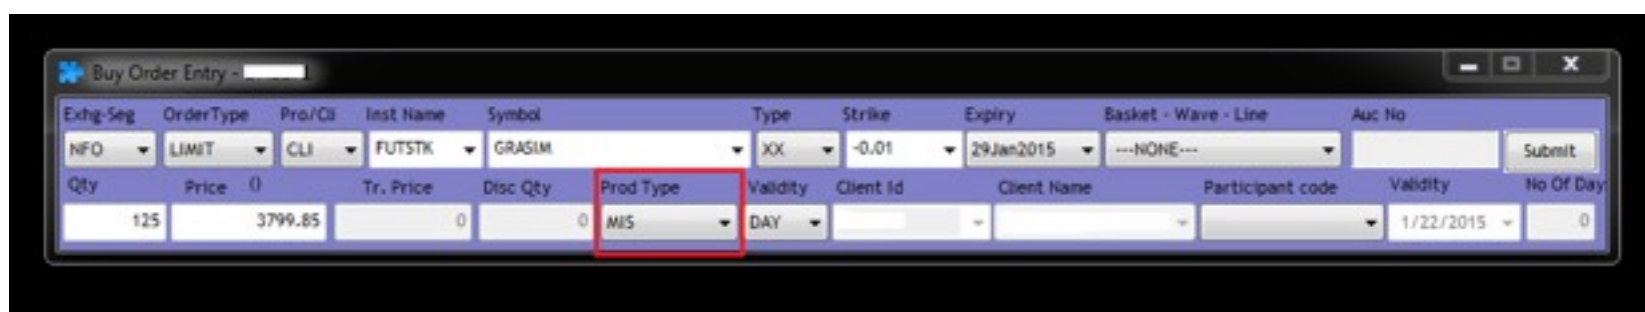 Buy Order Entry -
Exhg-Seg OrderType Pro/Cli Inst Name Symbol Type Strike Expiry Basket - Wave - Line Auc No
NFO LIMIT CLI FUTSTK GRASIM XX -0.01 29Jan2015 ---NONE--- Submit
Qty Price () Tr. Price Disc Qty Prod Type Validity Client Id Client Name Participant code Validity No Of Day
125 3799.85 0 0 MIS DAY 1/22/2015 0